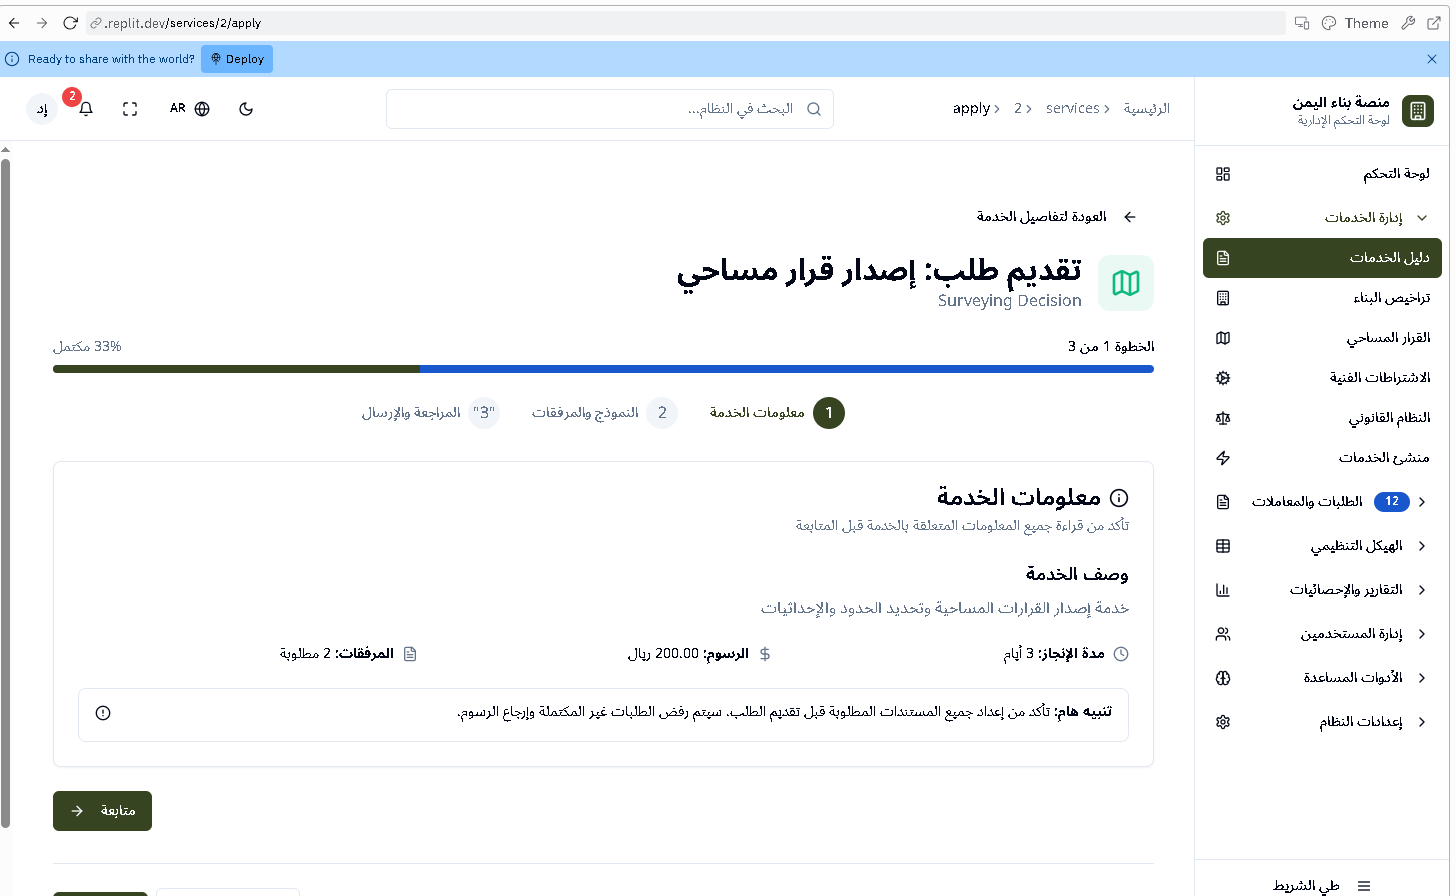 .replit.dev/services/2/apply
Theme
Ready to share with the world?
Deploy
منصة بناء اليمن
لوحة التحكم الإدارية
الرئيسية
services
2
apply
البحث في النظام...
AR
2
إد
لوحة التحكم
إدارة الخدمات
دليل الخدمات
تراخيص البناء
القرار المساحي
الاشتراطات الفنية
النظام القانوني
منشئ الخدمات
الطلبات والمعاملات 12
الهيكل التنظيمي
التقارير والإحصائيات
إدارة المستخدمين
الأدوات المساعدة
إعدادات النظام
طي الشريط
العودة لتفاصيل الخدمة
تقديم طلب: إصدار قرار مساحي
Surveying Decision
الخطوة 1 من 3
33% مكتمل
1 معلومات الخدمة
2 النموذج والمرفقات
"3" المراجعة والإرسال
معلومات الخدمة
تأكد من قراءة جميع المعلومات المتعلقة بالخدمة قبل المتابعة
وصف الخدمة
خدمة إصدار القرارات المساحية وتحديد الحدود والإحداثيات
مدة الإنجاز: 3 أيام
الرسوم: 200.00 ريال
المرفقات: 2 مطلوبة
تنبيه هام: تأكد من إعداد جميع المستندات المطلوبة قبل تقديم الطلب. سيتم رفض الطلبات غير المكتملة وإرجاع الرسوم.
متابعة